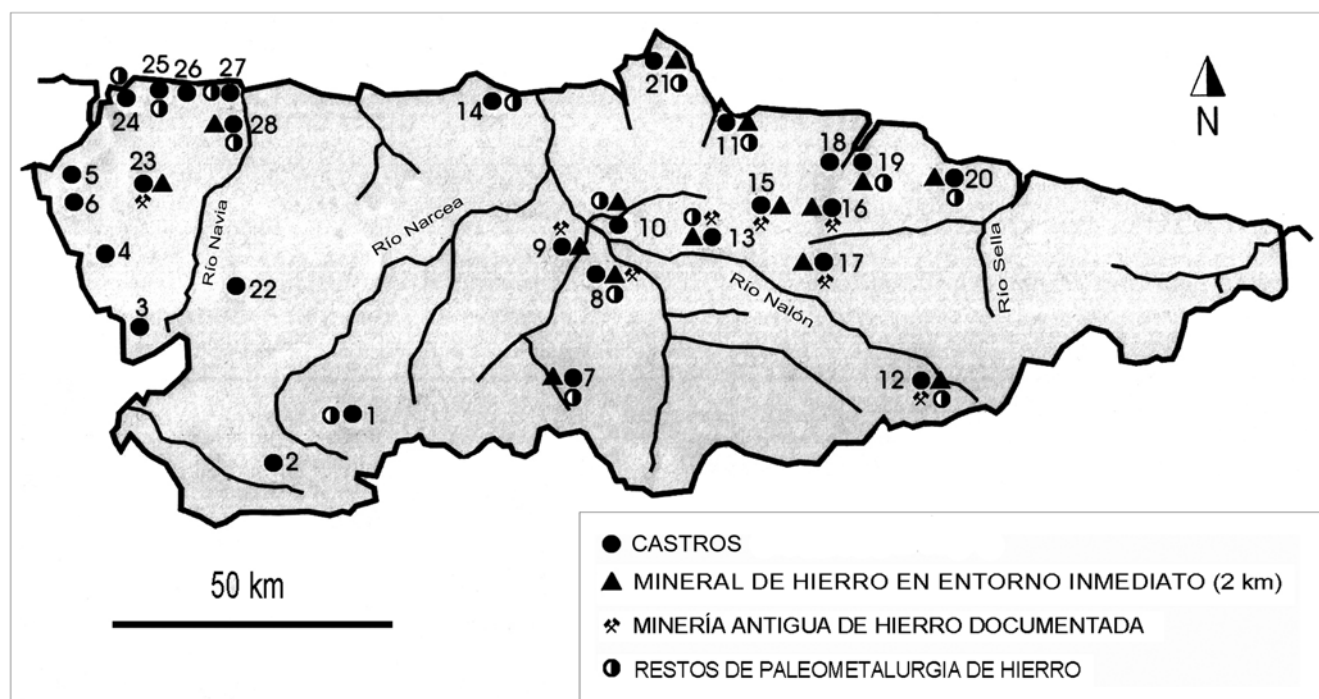 21
25 26 27
14
24
28
11
18
19
5
23
15
20
6
16
10
13
9
4
17
Río Navia
Río Narcea
Río Sella
22
8
Río Nalón
3
7
12
1
2
N
50 km
CASTROS
MINERAL DE HIERRO EN ENTORNO INMEDIATO (2 km)
MINERÍA ANTIGUA DE HIERRO DOCUMENTADA
RESTOS DE PALEOMETALURGIA DE HIERRO